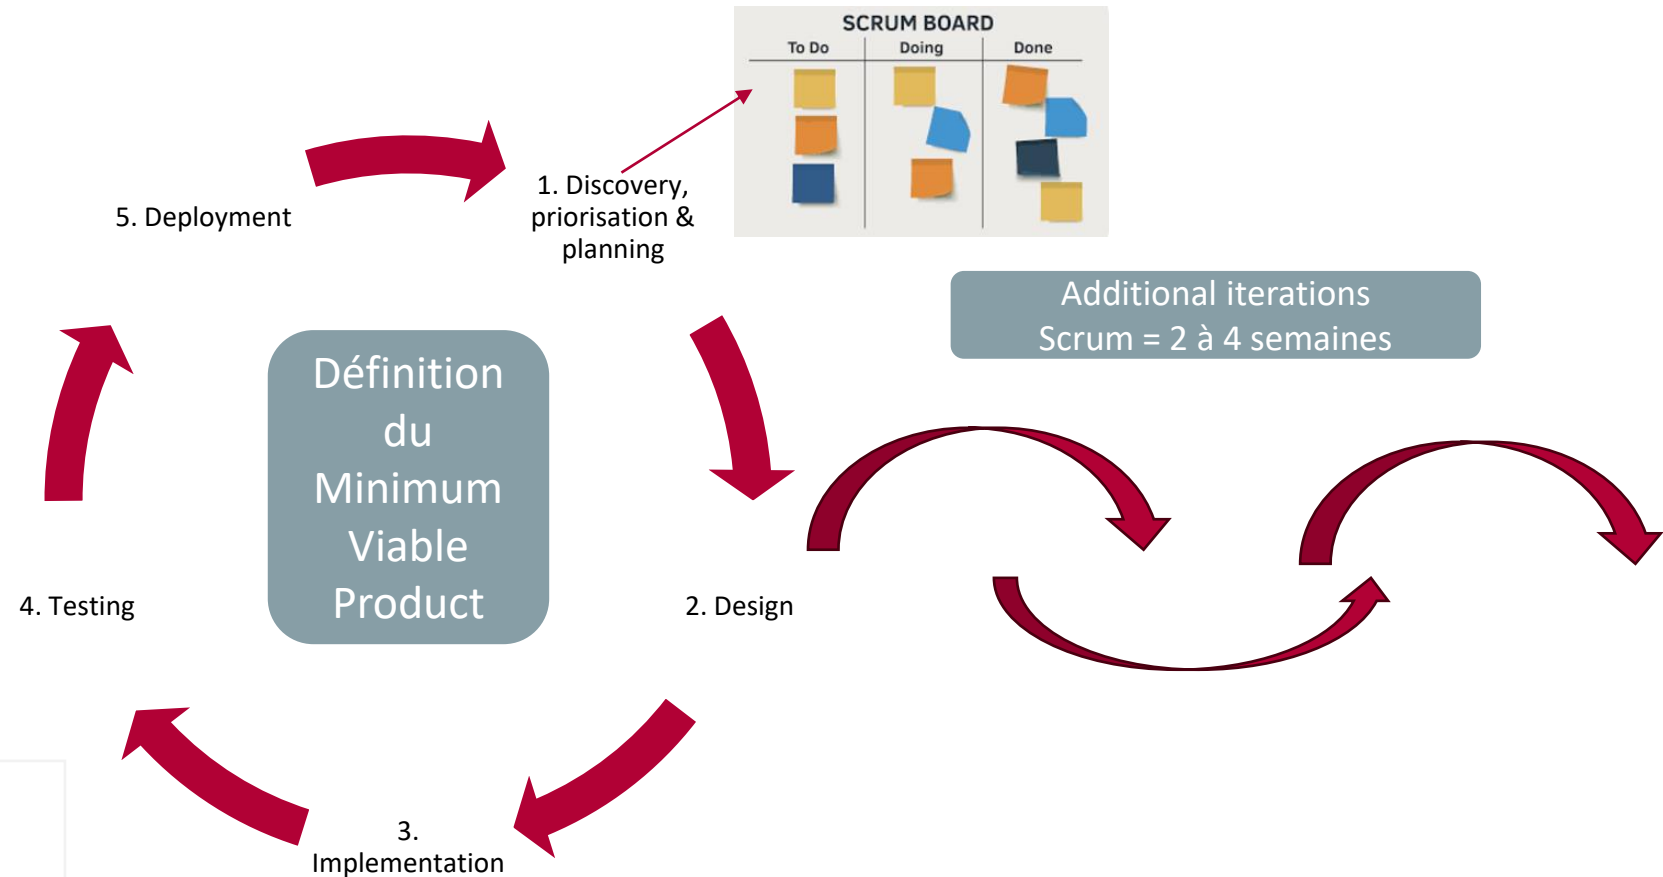 SCRUM BOARD
To Do
Doing
Done
1. Discovery,
priorisation &
planning
5. Deployment
Additional iterations
Scrum = 2 à 4 semaines
Définition
du
Minimum
Viable
Product
4. Testing
2. Design
3.
Implementation